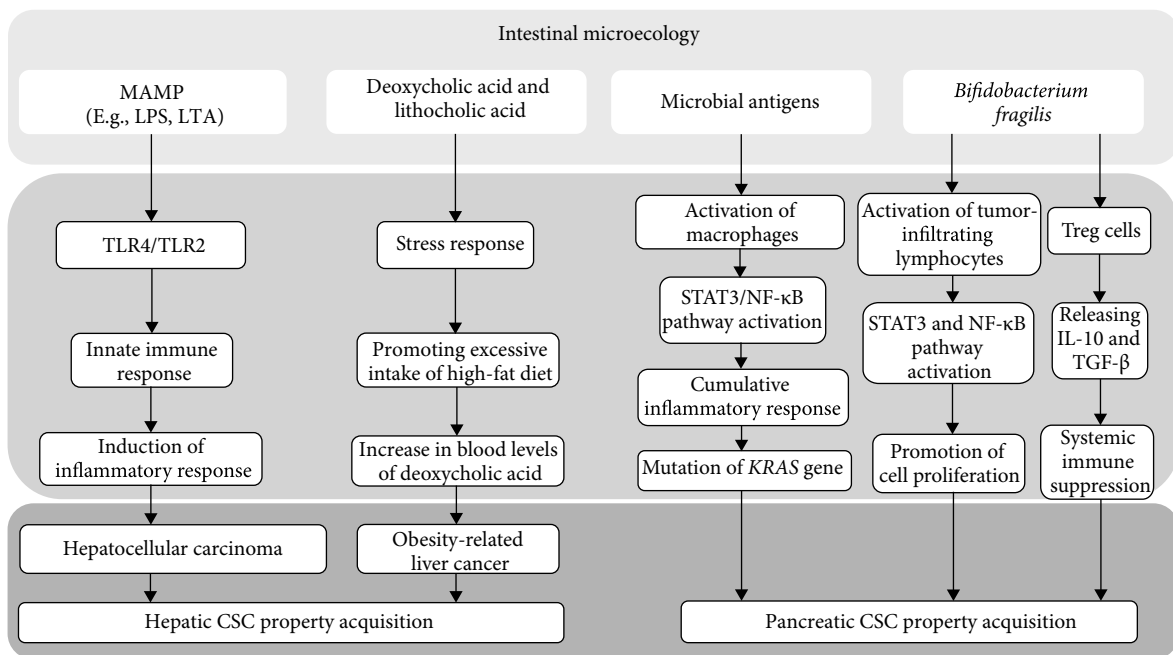 Intestinal microecology
MAMP
(E.g., LPS, LTA)
Deoxycholic acid and
lithocholic acid
Microbial antigens
Bifidobacterium
fragilis
TLR4/TLR2
Innate immune
response
Induction of
inflammatory response
Hepatocellular carcinoma
Stress response
Promoting excessive
intake of high-fat diet
Increase in blood levels
of deoxycholic acid
Obesity-related
liver cancer
Hepatic CSC property acquisition
Activation of
macrophages
STAT3/NF-κB
pathway activation
Cumulative
inflammatory response
Mutation of KRAS gene
Activation of tumor-
infiltrating
lymphocytes
STAT3 and NF-κB
pathway
activation
Promotion of
cell proliferation
Treg cells
Releasing
IL-10 and
TGF-β
Systemic
immune
suppression
Pancreatic CSC property acquisition